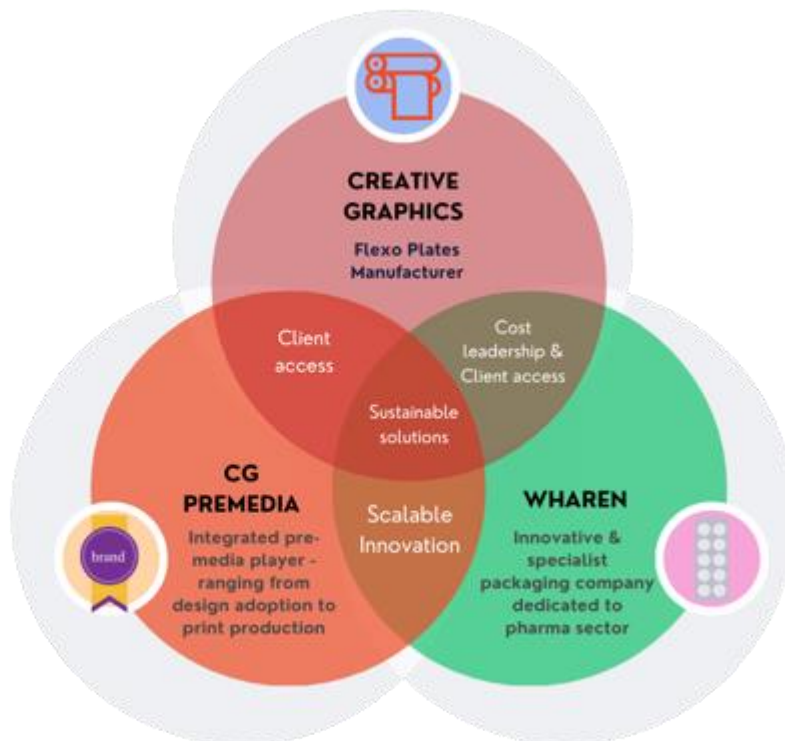 CREATIVE
GRAPHICS
Flexo Plates
Manufacturer
Client
access
Cost
leadership &
Client access
Sustainable
solutions
CG
PREMEDIA
Integrated pre-
media player -
ranging from
design adoption to
print production
brand
Scalable
Innovation
WHAREN
Innovative &
specialist
packaging company
dedicated to
pharma sector